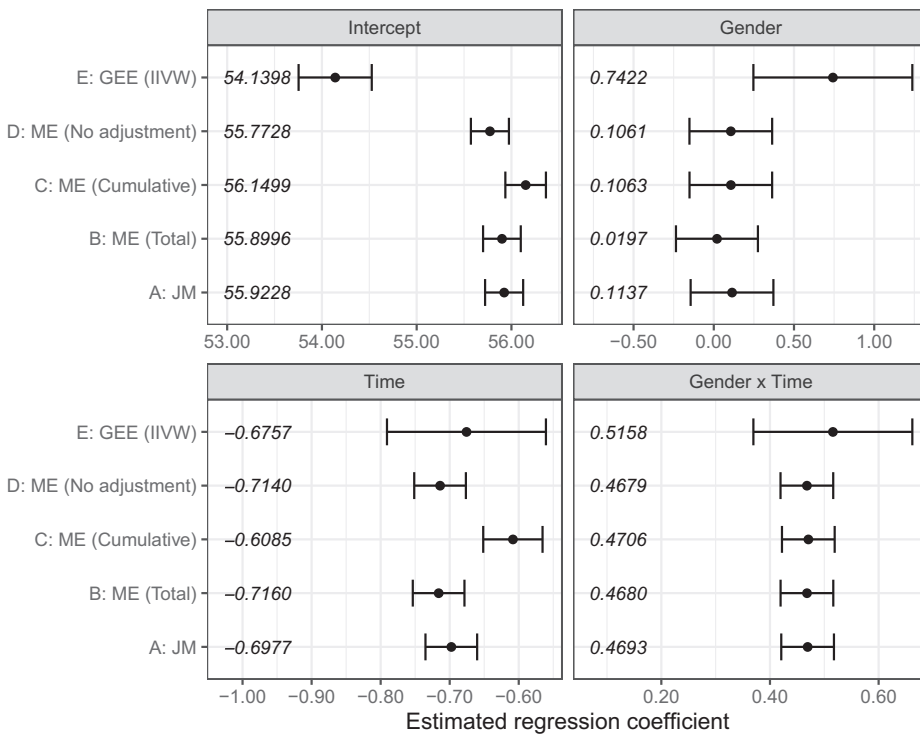 Intercept Gender
E: GEE (IIVW) 54.1398 0.7422
D: ME (No adjustment) 55.7728 0.1061
C: ME (Cumulative) 56.1499 0.1063
B: ME (Total) 55.8996 0.0197
A: JM 55.9228 0.1137
53.00 54.00 55.00 56.00 −0.50 0.00 0.50 1.00
Time Gender x Time
E: GEE (IIVW) −0.6757 0.5158
D: ME (No adjustment) −0.7140 0.4679
C: ME (Cumulative) −0.6085 0.4706
B: ME (Total) −0.7160 0.4680
A: JM −0.6977 0.4693
−1.00 −0.90 −0.80 −0.70 −0.60 0.20 0.40 0.60
Estimated regression coefficient